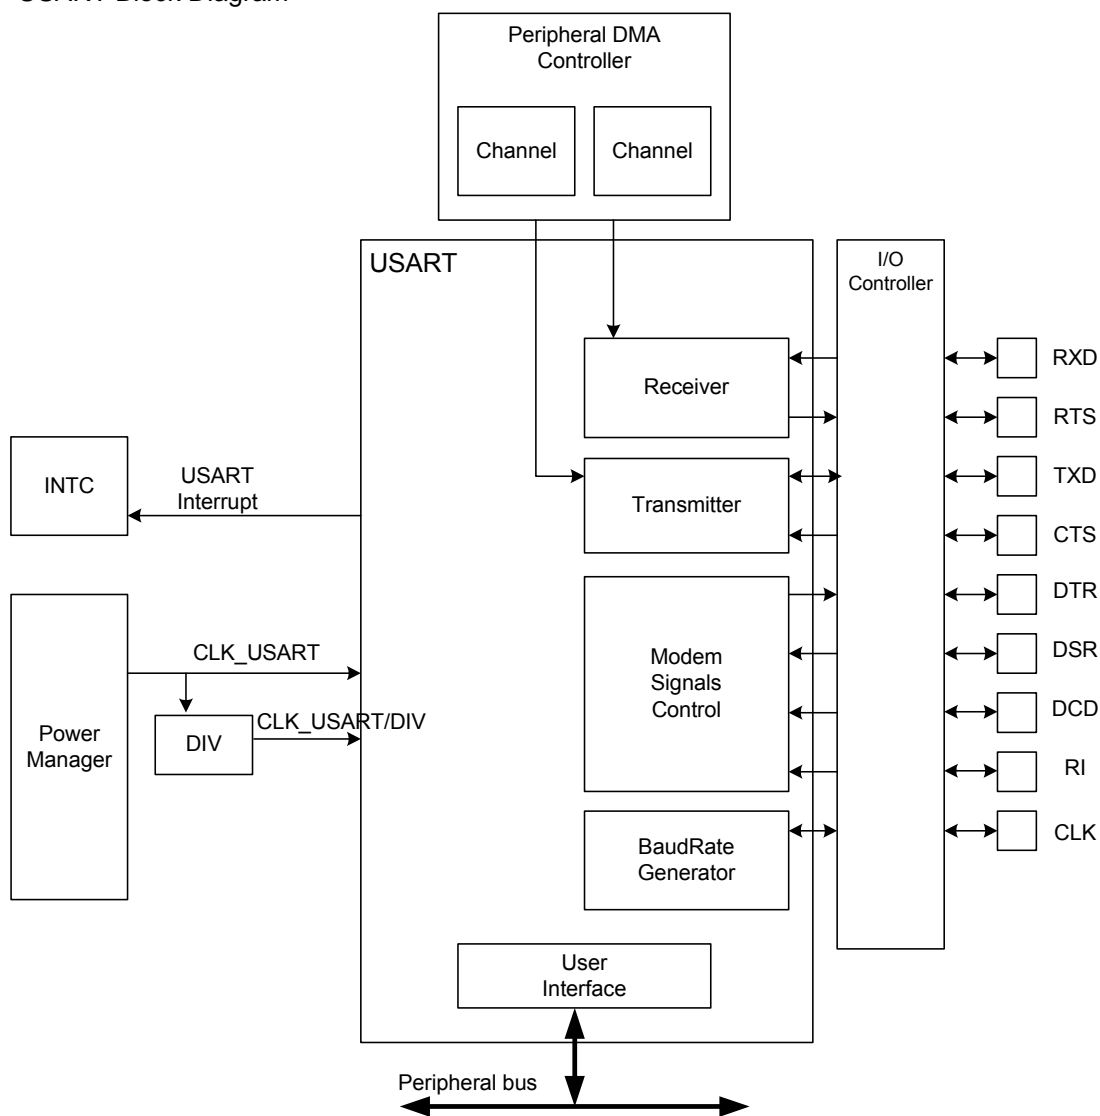 USART Block Diagram
Peripheral DMA
Controller
Channel
Channel
USART
I/O
Controller
Receiver
RXD
RTS
INTC
USART
Interrupt
Transmitter
TXD
CTS
DTR
CLK_USART
Modem
Signals
Control
DSR
Power
Manager
DIV
CLK_USART/DIV
DCD
RI
BaudRate
Generator
CLK
User
Interface
Peripheral bus